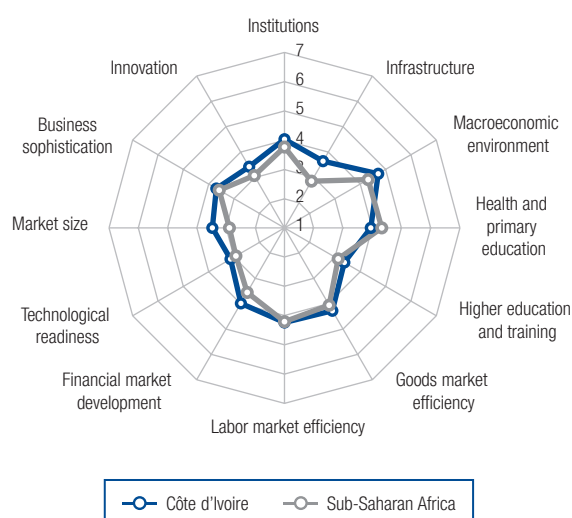 Institutions
Infrastructure
Macroeconomic
environment
Health and
primary
education
Higher education
and training
Goods market
efficiency
Labor market efficiency
Financial market
development
Technological
readiness
Market size
Business
sophistication
Innovation
7
6
5
4
3
2
1
Côte d'Ivoire
Sub-Saharan Africa